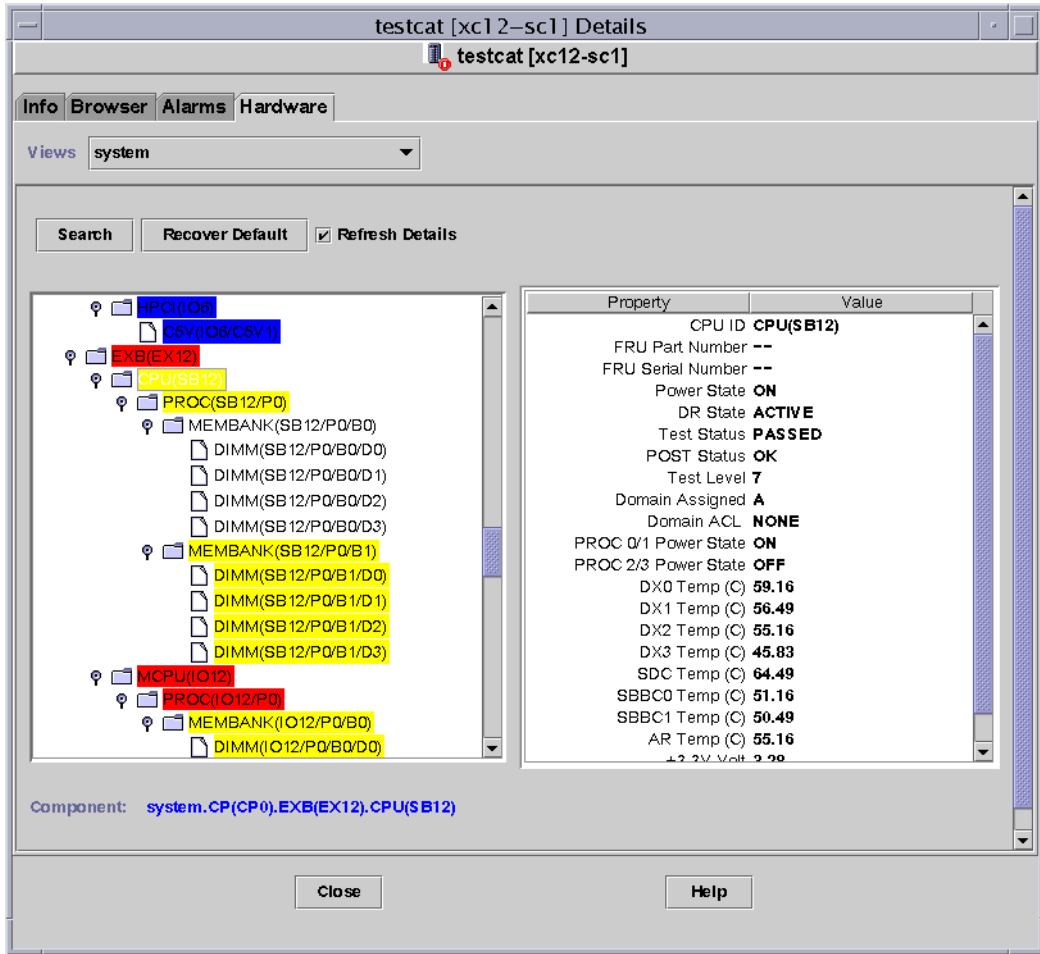 testcat [xc12-sc1] Details
testcat [xc12-sc1]
Info Browser Alarms Hardware
Views system
Search Recover Default Refresh Details
HPCI(IO6)
C5V(IO6/C5V1)
EXB(EX12)
CPU(SB12)
PROC(SB12/P0)
MEMBANK(SB12/P0/B0)
DIMM(SB12/P0/B0/D0)
DIMM(SB12/P0/B0/D1)
DIMM(SB12/P0/B0/D2)
DIMM(SB12/P0/B0/D3)
MEMBANK(SB12/P0/B1)
DIMM(SB12/P0/B1/D0)
DIMM(SB12/P0/B1/D1)
DIMM(SB12/P0/B1/D2)
DIMM(SB12/P0/B1/D3)
MCPU(IO12)
PROC(IO12/P0)
MEMBANK(IO12/P0/B0)
DIMM(IO12/P0/B0/D0)
Property Value
CPU ID CPU(SB12)
FRU Part Number --
FRU Serial Number --
Power State ON
DR State ACTIVE
Test Status PASSED
POST Status OK
Test Level 7
Domain Assigned A
Domain ACL NONE
PROC 0/1 Power State ON
PROC 2/3 Power State OFF
DX0 Temp (C) 59.16
DX1 Temp (C) 56.49
DX2 Temp (C) 55.16
DX3 Temp (C) 45.83
SDC Temp (C) 64.49
SBBC0 Temp (C) 51.16
SBBC1 Temp (C) 50.49
AR Temp (C) 55.16
+3.3V Volt 3.28
Component: system.CP(CP0).EXB(EX12).CPU(SB12)
Close Help